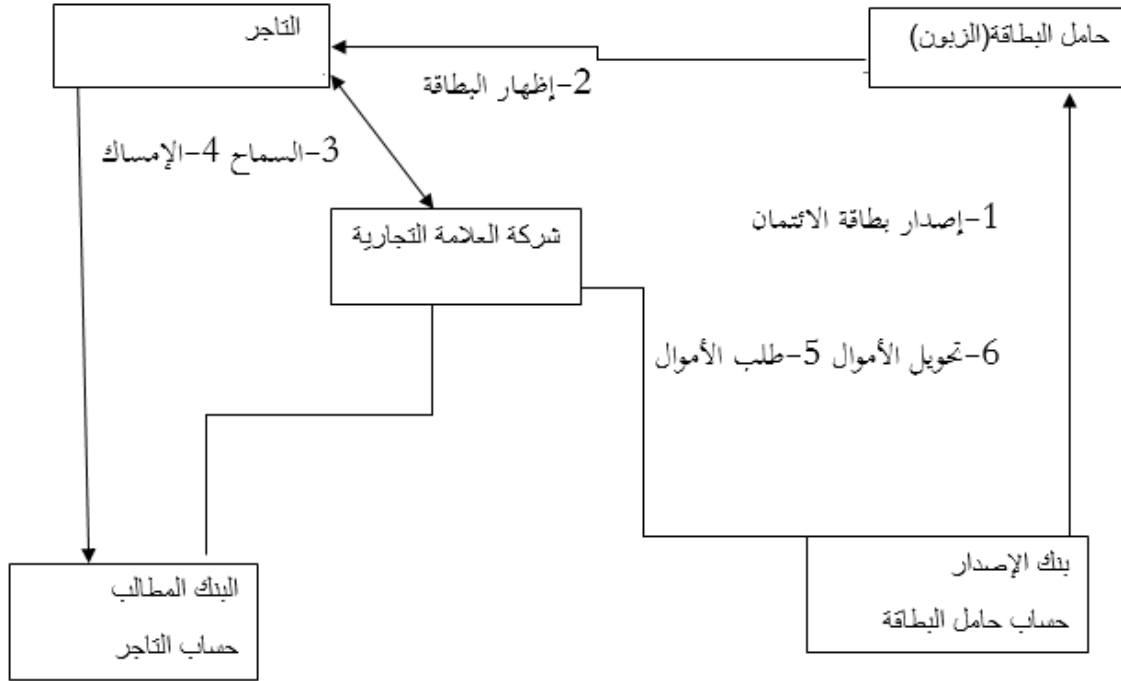 حامل البطاقة(الزبون)
التاجر
2-إظهار البطاقة
3-السماح 4-الإمساك
شركة العلامة التجارية
1-إصدار بطاقة الائتمان
6-تحويل الأموال 5-طلب الأموال
بنك الإصدار
حساب حامل البطاقة
البنك المطالب
حساب التاجر